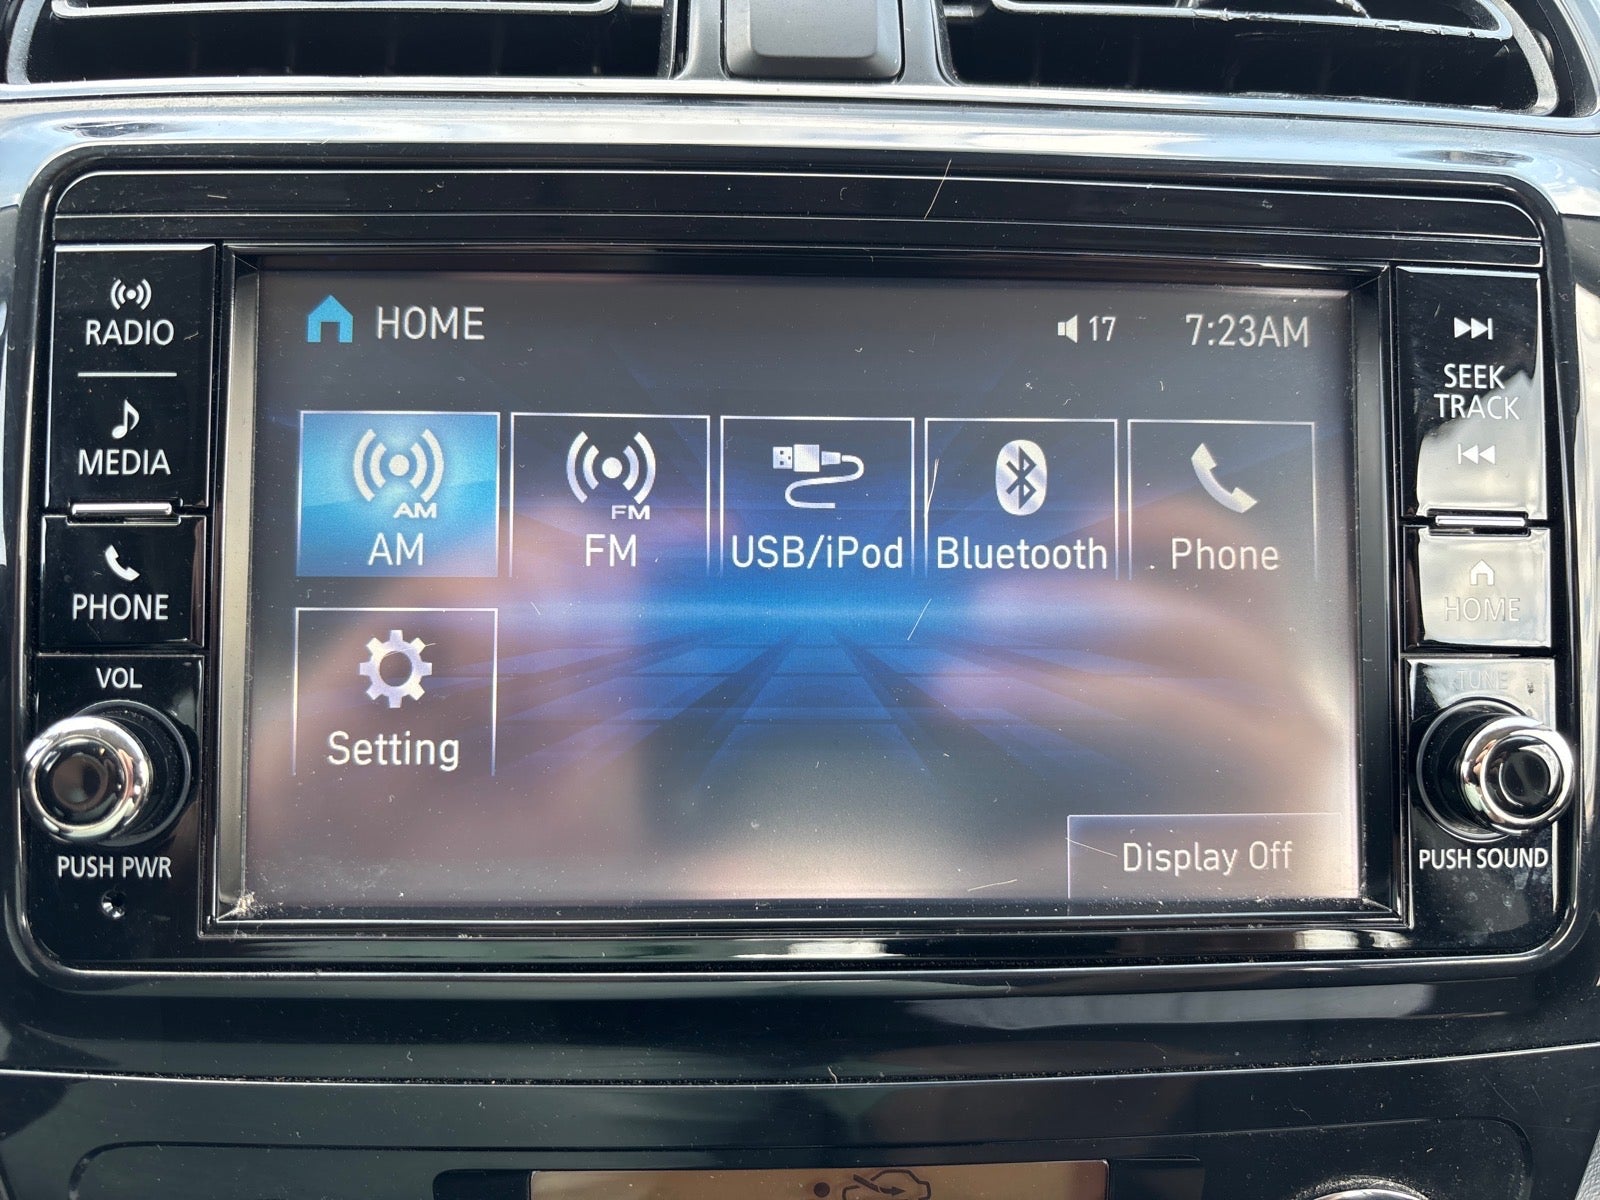 RADIO
MEDIA
PHONE
VOL
PUSH PWR
HOME
17
7:23AM
AM
AM
FM
FM
USB/iPod
Bluetooth
Phone
Setting
Display Off
SEEK
TRACK
HOME
TUNE
PUSH SOUND